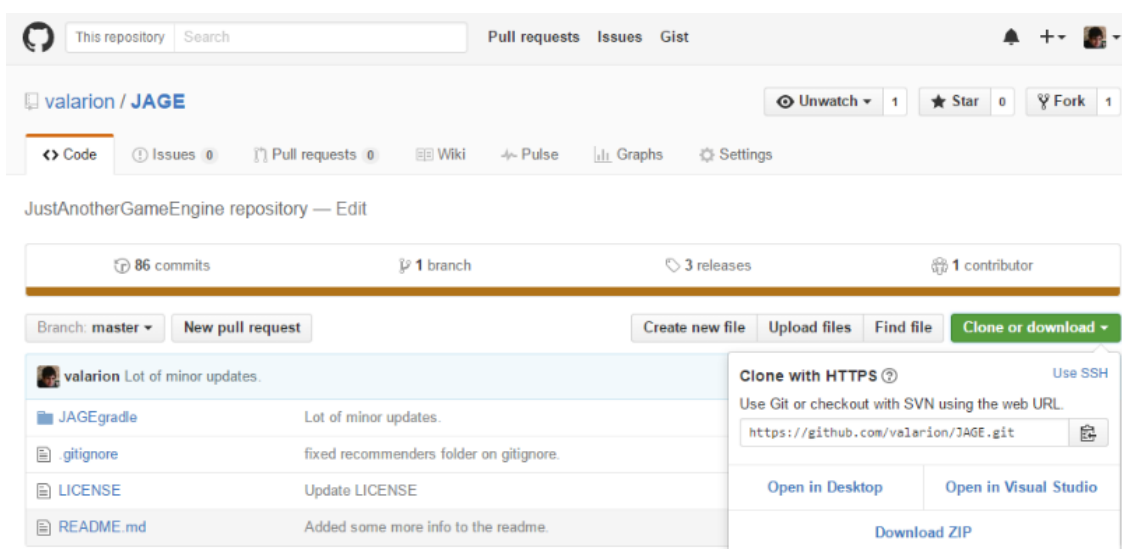 This repository Search Pull requests Issues Gist
valarion / JAGE Unwatch 1 Star 0 Fork 1
Code Issues 0 Pull requests 0 Wiki Pulse Graphs Settings
JustAnotherGameEngine repository — Edit
86 commits 1 branch 3 releases 1 contributor
Branch: master New pull request Create new file Upload files Find file Clone or download
valarion Lot of minor updates.
Clone with HTTPS Use SSH
Use Git or checkout with SVN using the web URL.
https://github.com/valarion/JAGE.git
Open in Desktop Open in Visual Studio
Download ZIP
JAGEgradle Lot of minor updates.
.gitignore fixed recommenders folder on gitignore.
LICENSE Update LICENSE
README.md Added some more info to the readme.